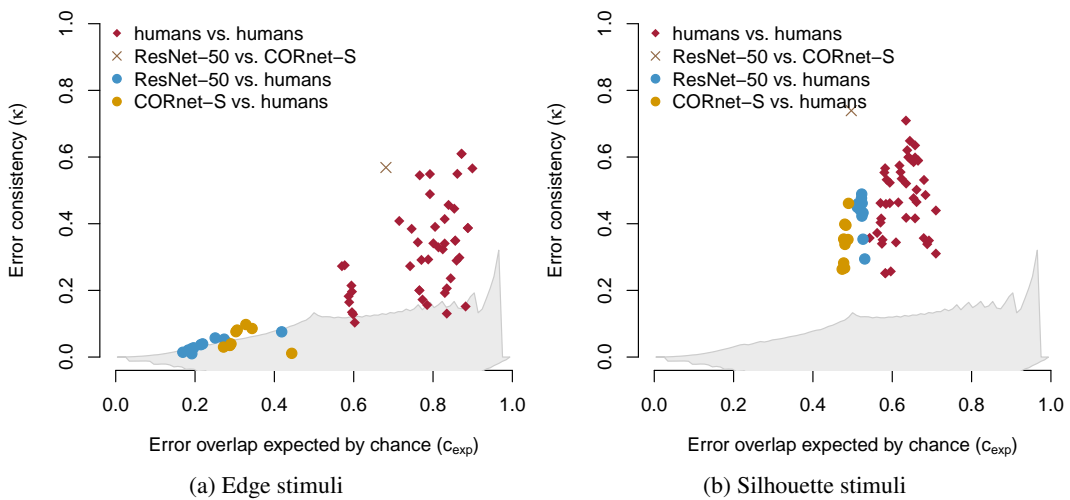 humans vs. humans
ResNet−50 vs. CORnet−S
ResNet−50 vs. humans
CORnet−S vs. humans
Error consistency (κ)
1.0
0.8
0.6
0.4
0.2
0.0
0.0 0.2 0.4 0.6 0.8 1.0
Error overlap expected by chance (cexp)
(a) Edge stimuli
humans vs. humans
ResNet−50 vs. CORnet−S
ResNet−50 vs. humans
CORnet−S vs. humans
Error consistency (κ)
1.0
0.8
0.6
0.4
0.2
0.0
0.0 0.2 0.4 0.6 0.8 1.0
Error overlap expected by chance (cexp)
(b) Silhouette stimuli